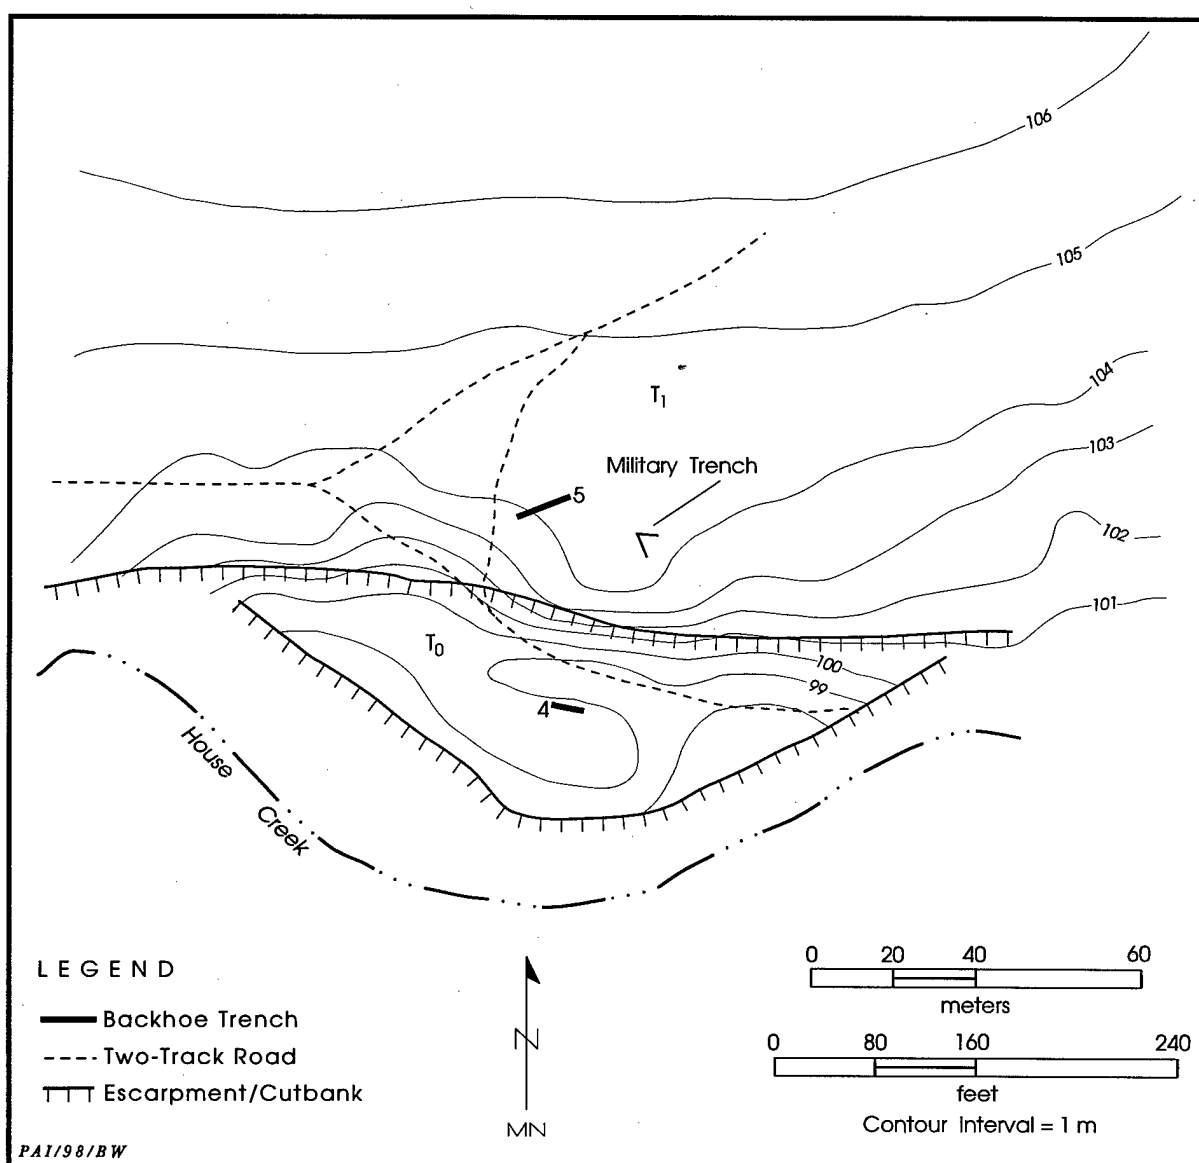 106
105
104
T1
103
Military Trench
5
102
101
T0
100
99
4
House
Creek
LEGEND
Backhoe Trench
Two-Track Road
Escarpment/Cutbank
N
MN
0 20 40 60
meters
0 80 160 240
feet
Contour Interval = 1 m
PAI/98/BW